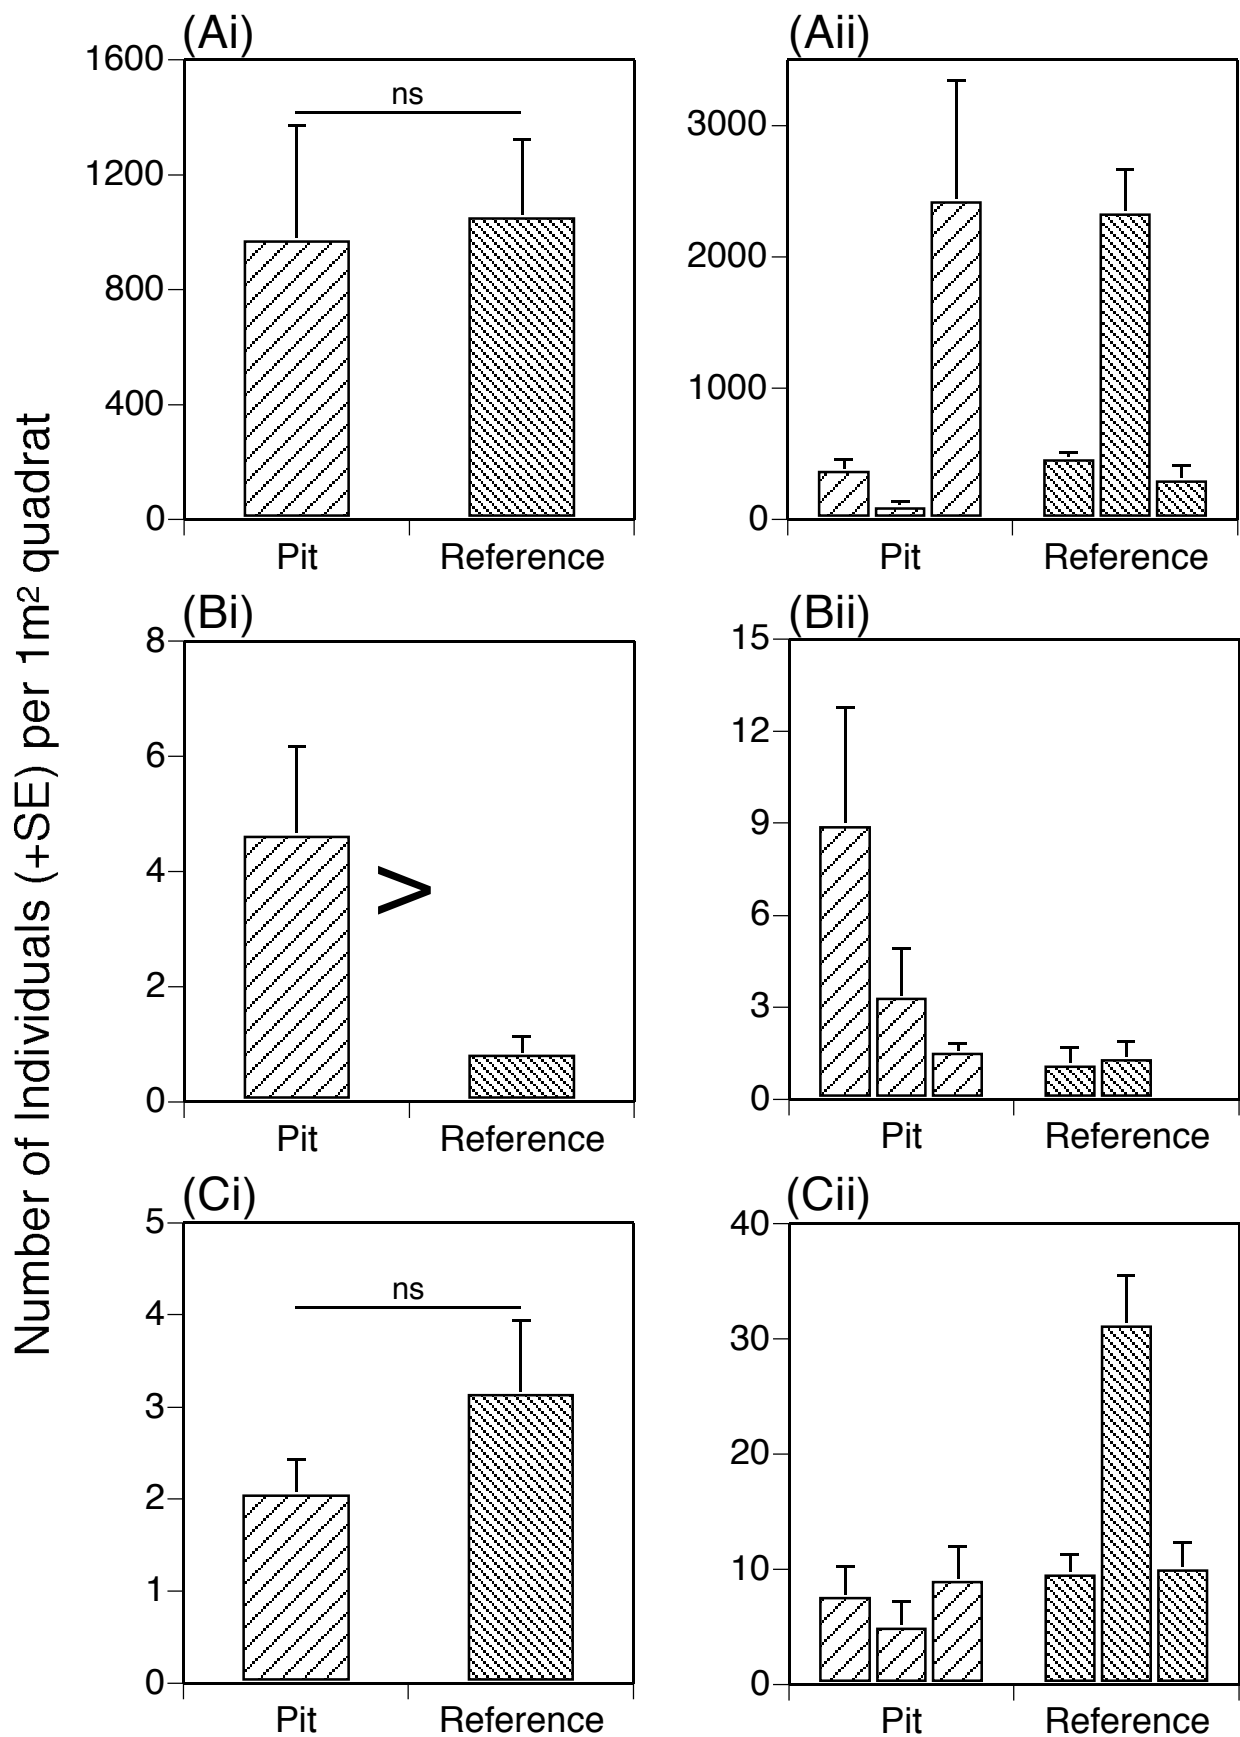 Number of Individuals (+SE) per 1m² quadrat
(Ai)
1600
1200
800
400
0
ns
Pit Reference
(Aii)
3000
2000
1000
0
Pit Reference
(Bi)
8
6
4
2
0
>
Pit Reference
(Bii)
15
12
9
6
3
0
Pit Reference
(Ci)
5
4
3
2
1
0
ns
Pit Reference
(Cii)
40
30
20
10
0
Pit Reference